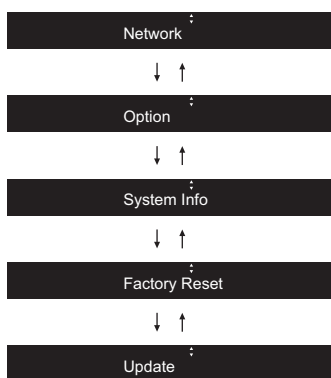 Network
Option
System Info
Factory Reset
Update